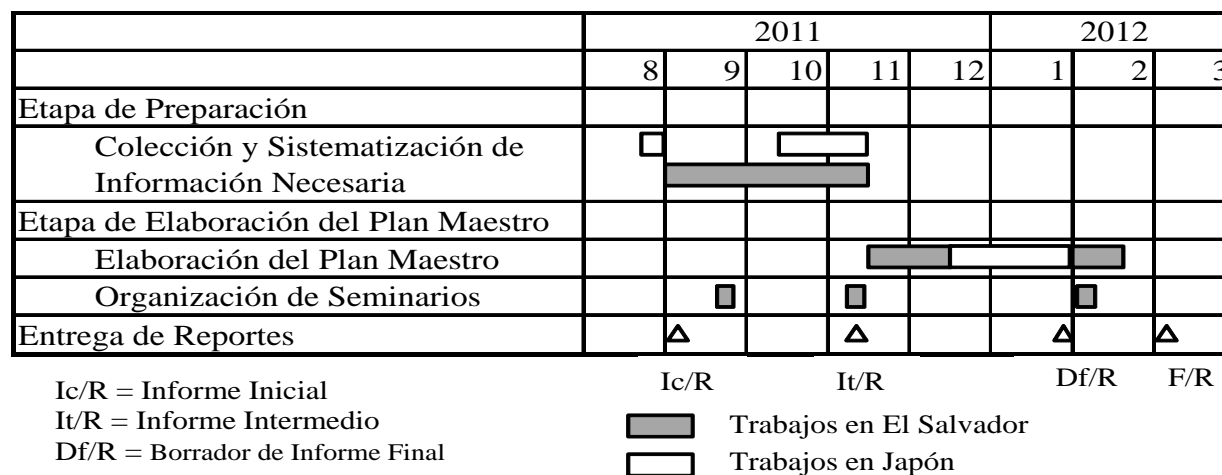 2011 2012
8 9 10 11 12 1 2 3
Etapa de Preparación
Colección y Sistematización de
Información Necesaria
Etapa de Elaboración del Plan Maestro
Elaboración del Plan Maestro
Organización de Seminarios
Entrega de Reportes
Ic/R It/R Df/R F/R
Ic/R = Informe Inicial
It/R = Informe Intermedio
Df/R = Borrador de Informe Final
Trabajos en El Salvador
Trabajos en Japón